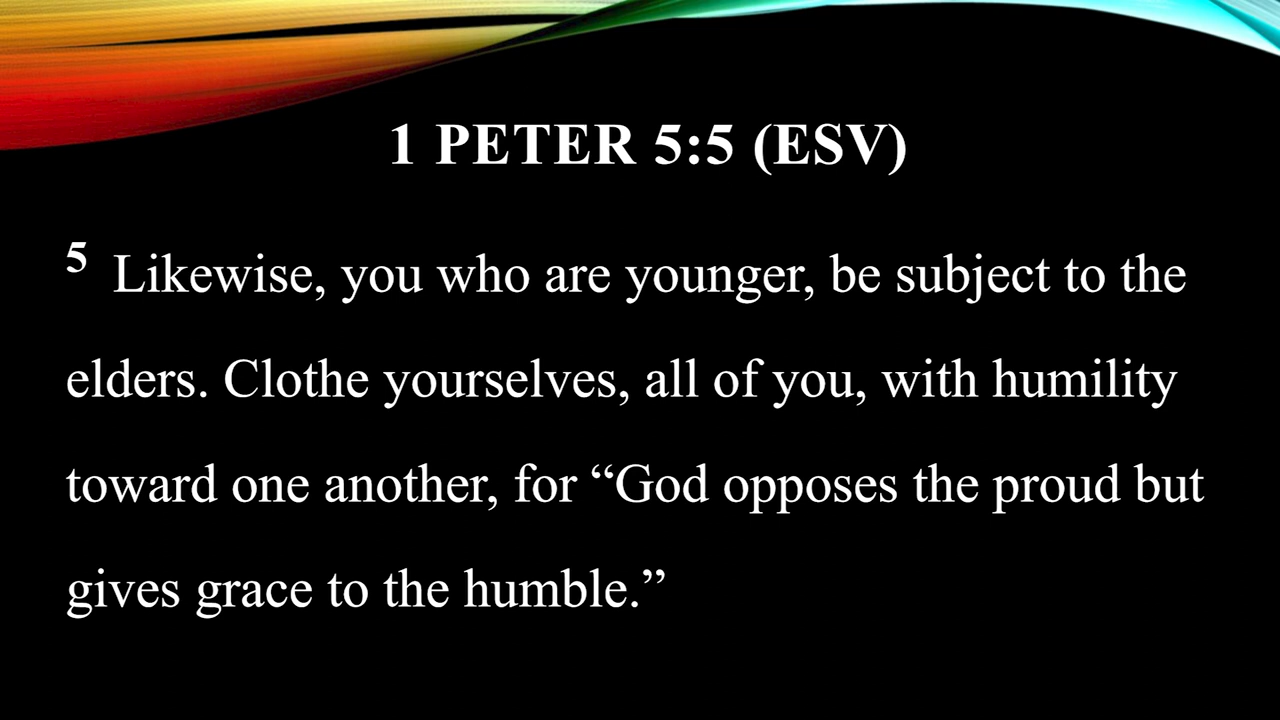 1 PETER 5:5 (ESV)
5 Likewise, you who are younger, be subject to the
elders. Clothe yourselves, all of you, with humility
toward one another, for “God opposes the proud but
gives grace to the humble.”